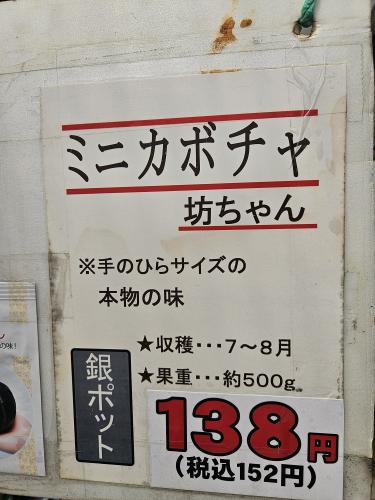 ミニカボチャ
坊ちゃん
※手のひらサイズの
本物の味
★収穫･･･７～８月
★果重･･･約500g
銀ポット
138円
(税込152円)
の味!